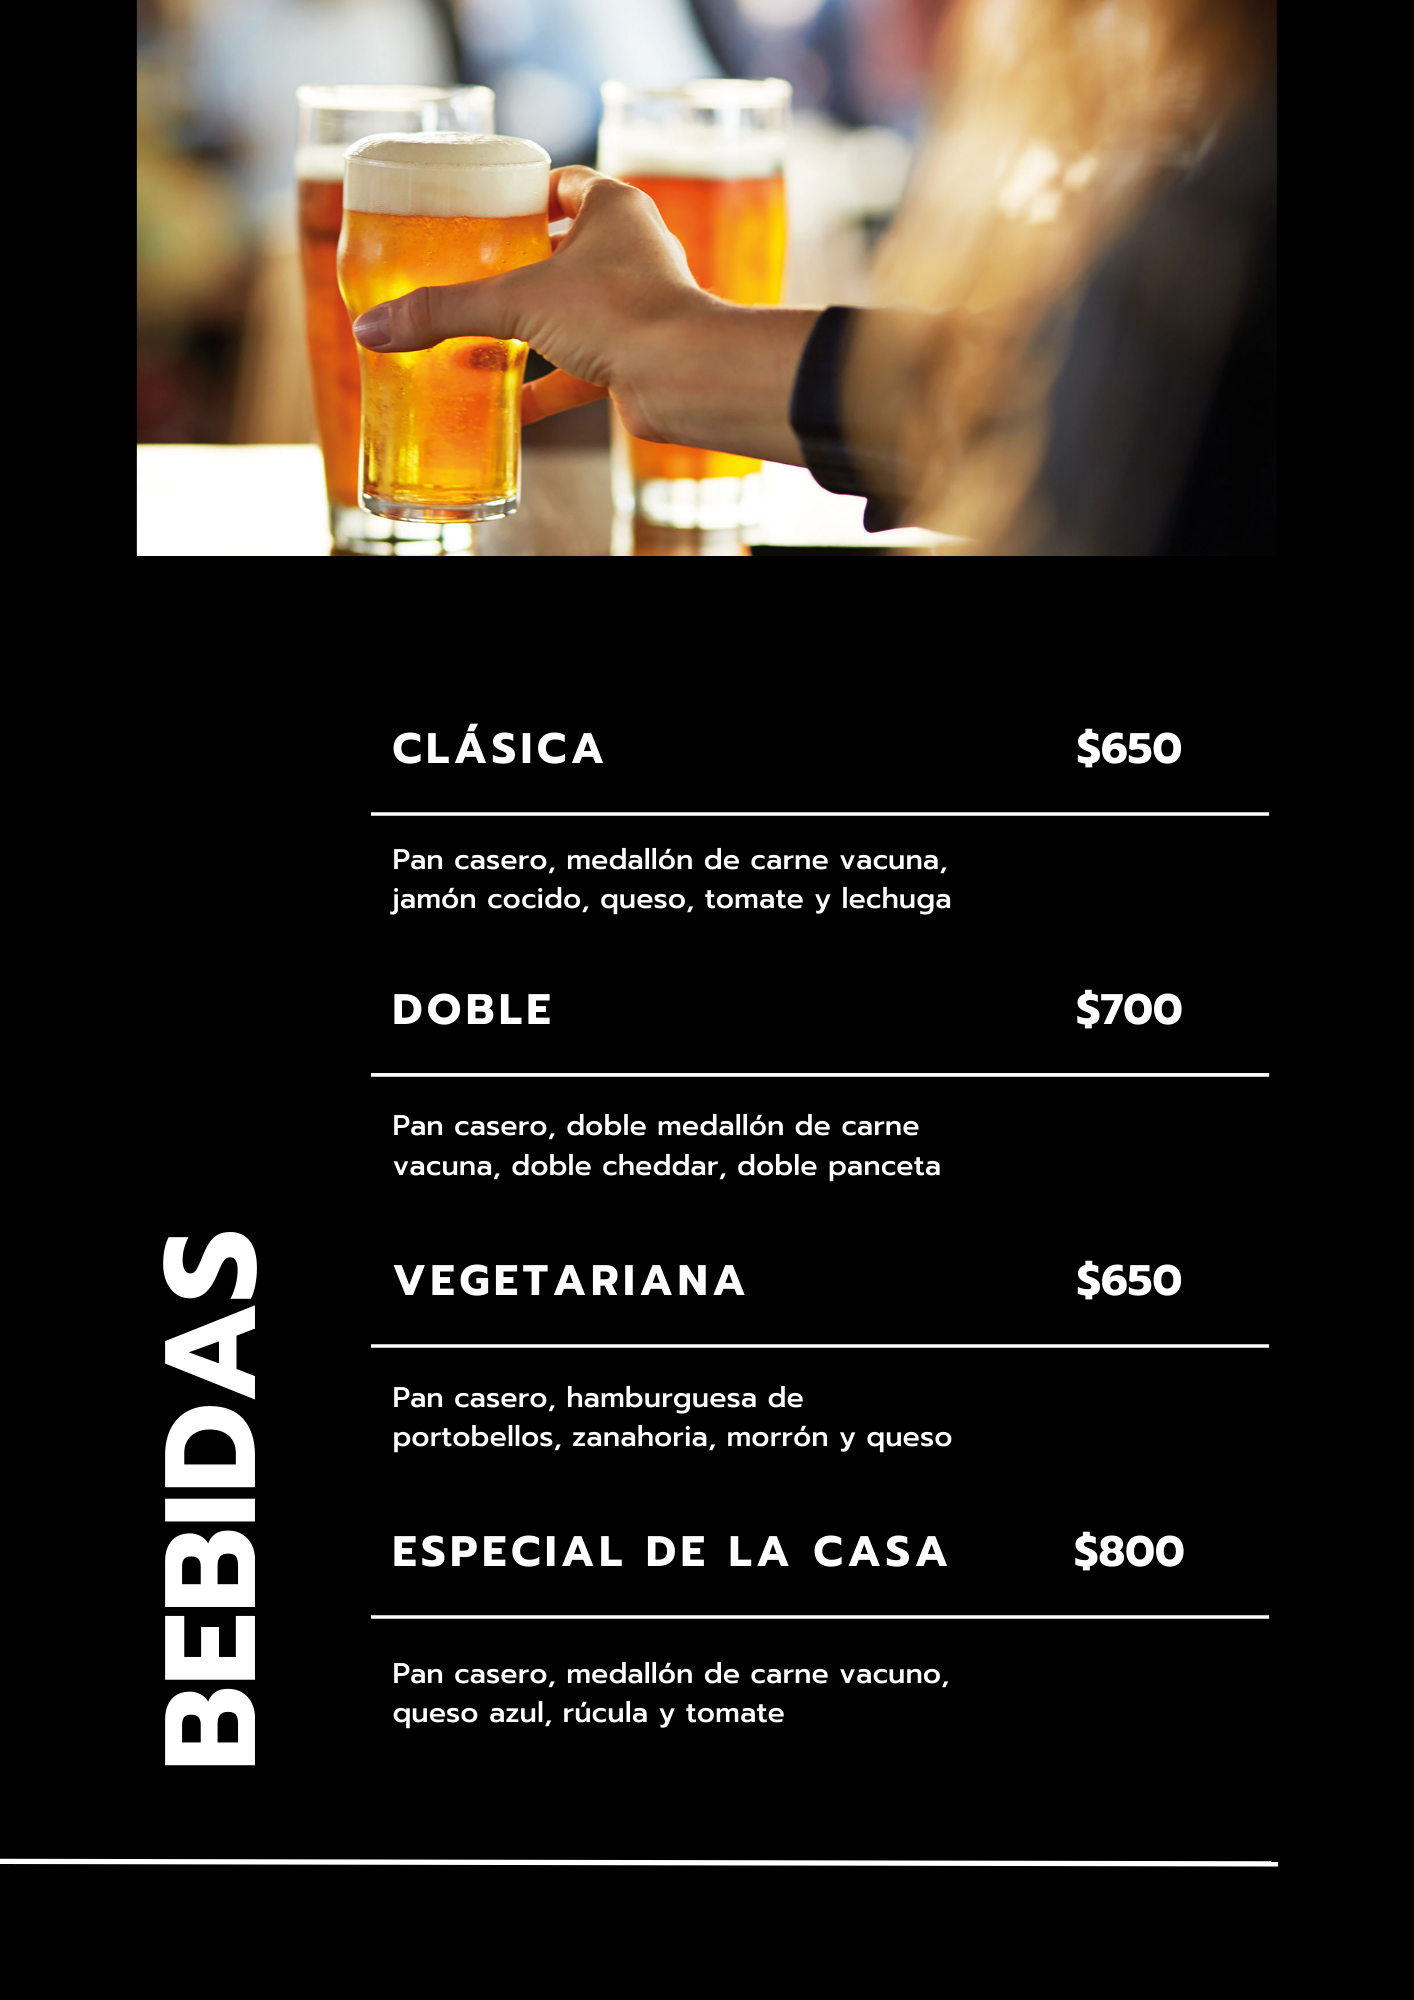 CLÁSICA $650
Pan casero, medallón de carne vacuna,
jamón cocido, queso, tomate y lechuga
DOBLE $700
Pan casero, doble medallón de carne
vacuna, doble cheddar, doble panceta
VEGETARIANA $650
Pan casero, hamburguesa de
portobellos, zanahoria, morrón y queso
ESPECIAL DE LA CASA $800
Pan casero, medallón de carne vacuno,
queso azul, rúcula y tomate
BEBIDAS